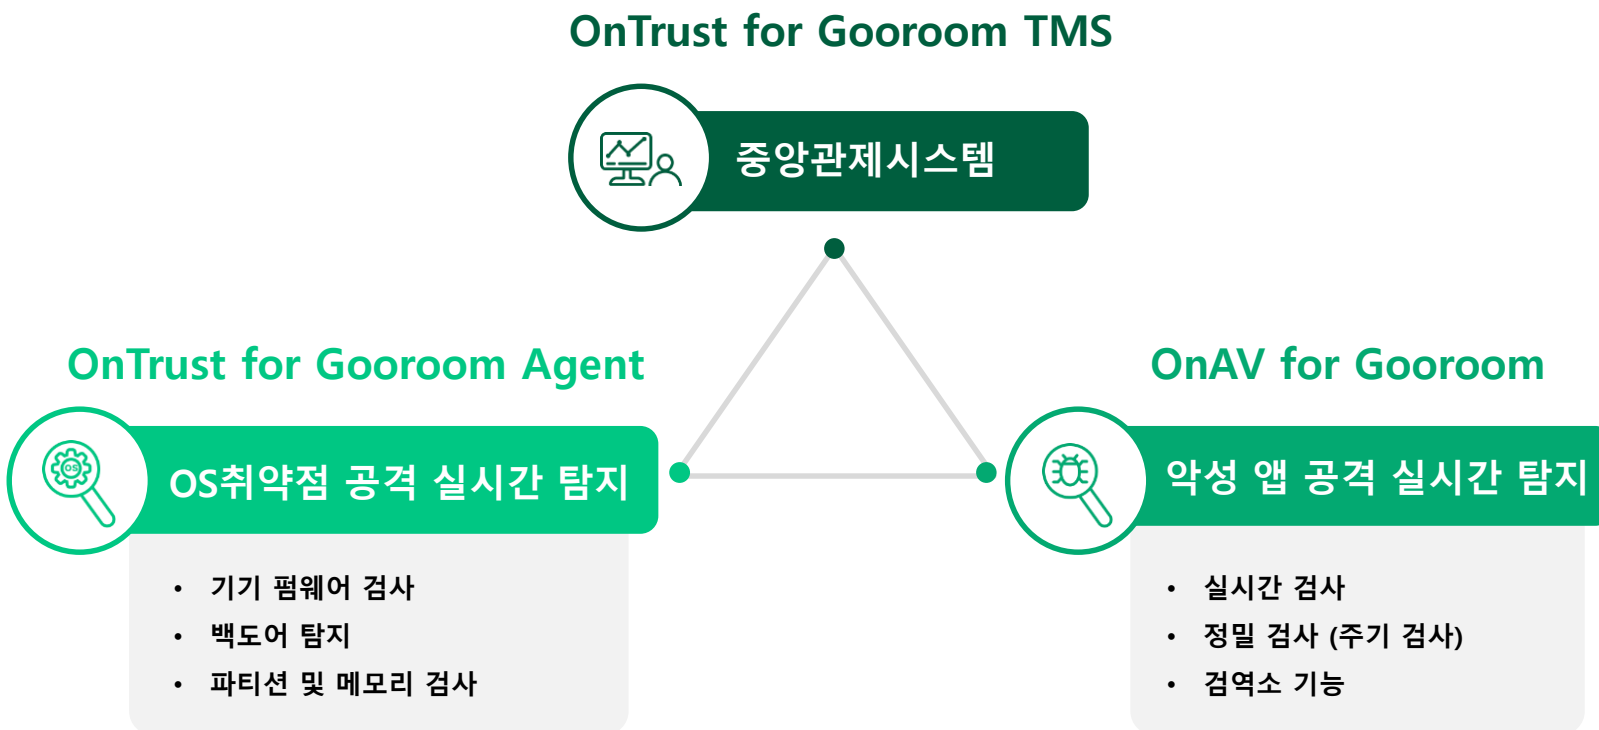 OnTrust for Gooroom TMS
중앙관제시스템
OnTrust for Gooroom Agent
OS
OS취약점 공격 실시간 탐지
• 기기 펌웨어 검사
• 백도어 탐지
• 파티션 및 메모리 검사
OnAV for Gooroom
악성 앱 공격 실시간 탐지
• 실시간 검사
• 정밀 검사 (주기 검사)
• 검역소 기능